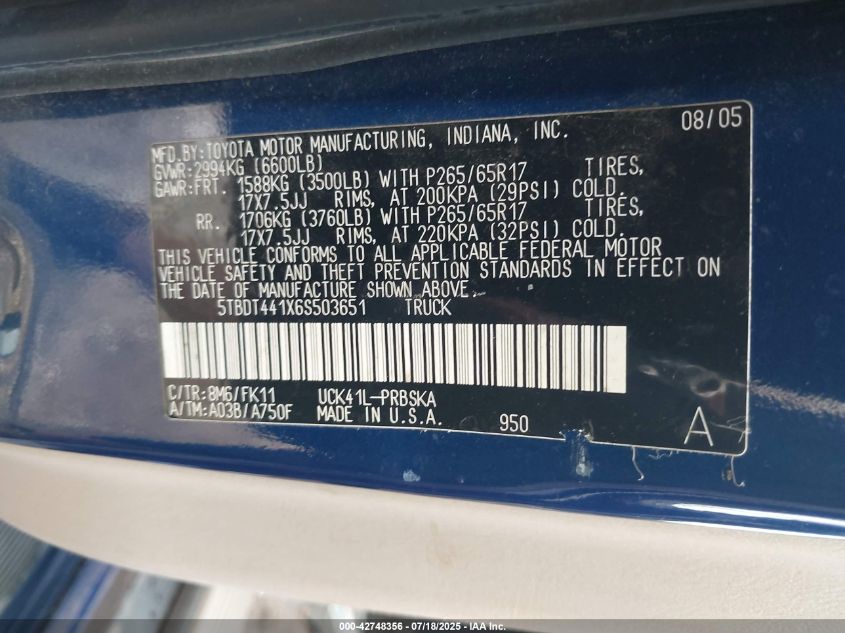 08/05
MFD.BY:TOYOTA MOTOR MANUFACTURING, INDIANA, INC.
GVWR:2994KG (6600LB)
GAWR:FRT. 1588KG (3500LB) WITH P265/65R17 TIRES,
17X7.5JJ RIMS, AT 200KPA (29PSI) COLD.
RR. 1706KG (3760LB) WITH P265/65R17 TIRES,
17X7.5JJ RIMS, AT 220KPA (32PSI) COLD.
THIS VEHICLE CONFORMS TO ALL APPLICABLE FEDERAL MOTOR
VEHICLE SAFETY AND THEFT PREVENTION STANDARDS IN EFFECT ON
THE DATE OF MANUFACTURE SHOWN ABOVE.
5TBDT441X6S503651 TRUCK
C/TR:8M6/FK11 UCK41L-PRBSKA
A/TM:A03B/A750F MADE IN U.S.A. 950 A
000-42748356 - 07/18/2025 - IAA Inc.